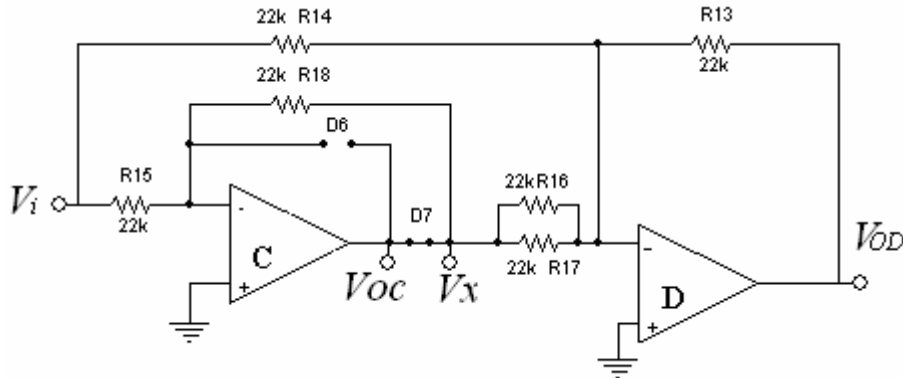 22k R14
R13
22k
22k R18
D6
R15
Vi
22k
-
C
+
D7
VOC
Vx
22kR16
22k R17
-
D
+
VOD